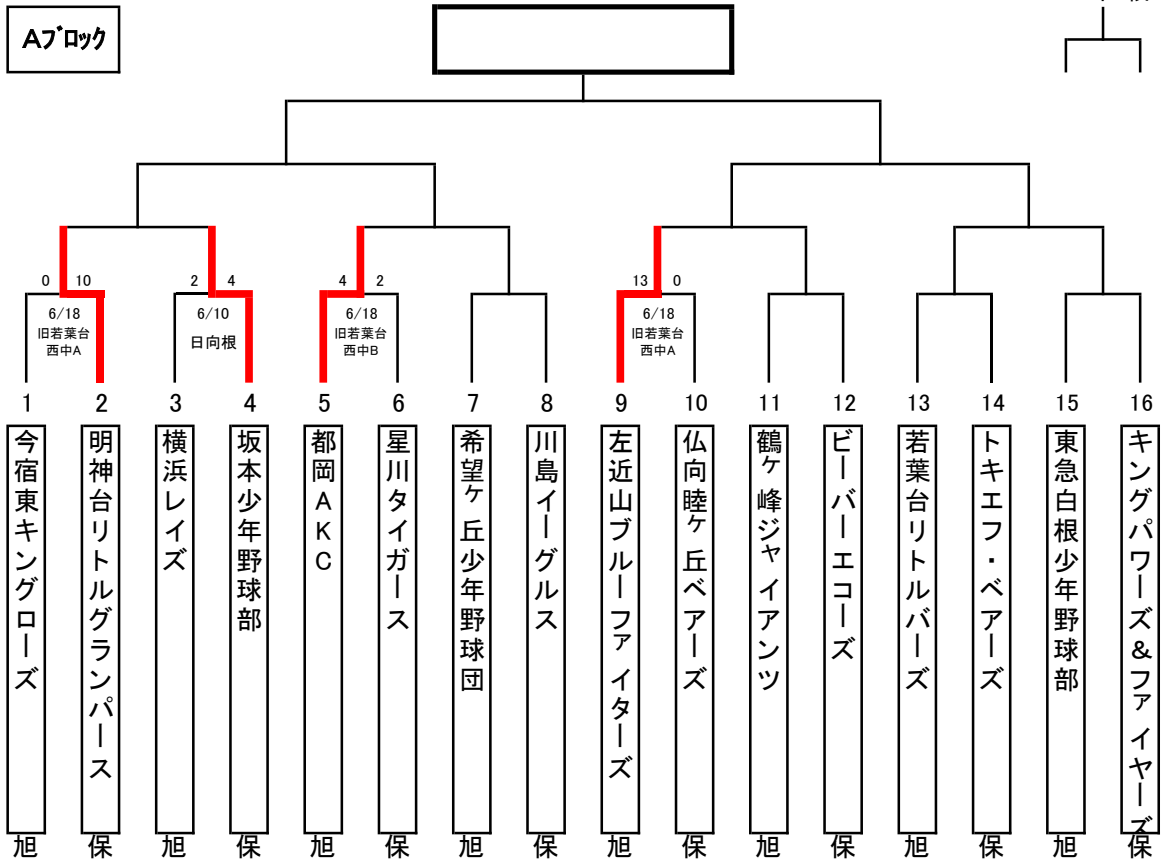 Aブロック
0 10
6/18
旧若葉台
西中A
2 4
6/10
日向根
4 2
6/18
旧若葉台
西中B
13 0
6/18
旧若葉台
西中A
1 2 3 4 5 6 7 8 9 10 11 12 13 14 15 16
今宿東キングローズ
明神台リトルグランパース
横浜レイズ
坂本少年野球部
都岡AKC
星川タイガース
希望ヶ丘少年野球団
川島イーグルス
左近山ブルーファイターズ
仏向睦ヶ丘ベアーズ
鶴ヶ峰ジャイアンツ
ビーバーエコーズ
若葉台リトルバーズ
トキエフ・ベアーズ
東急白根少年野球部
キングパワーズ&ファイヤーズ
旭 保 旭 保 旭 保 旭 保 旭 保 旭 保 旭 保 旭 保